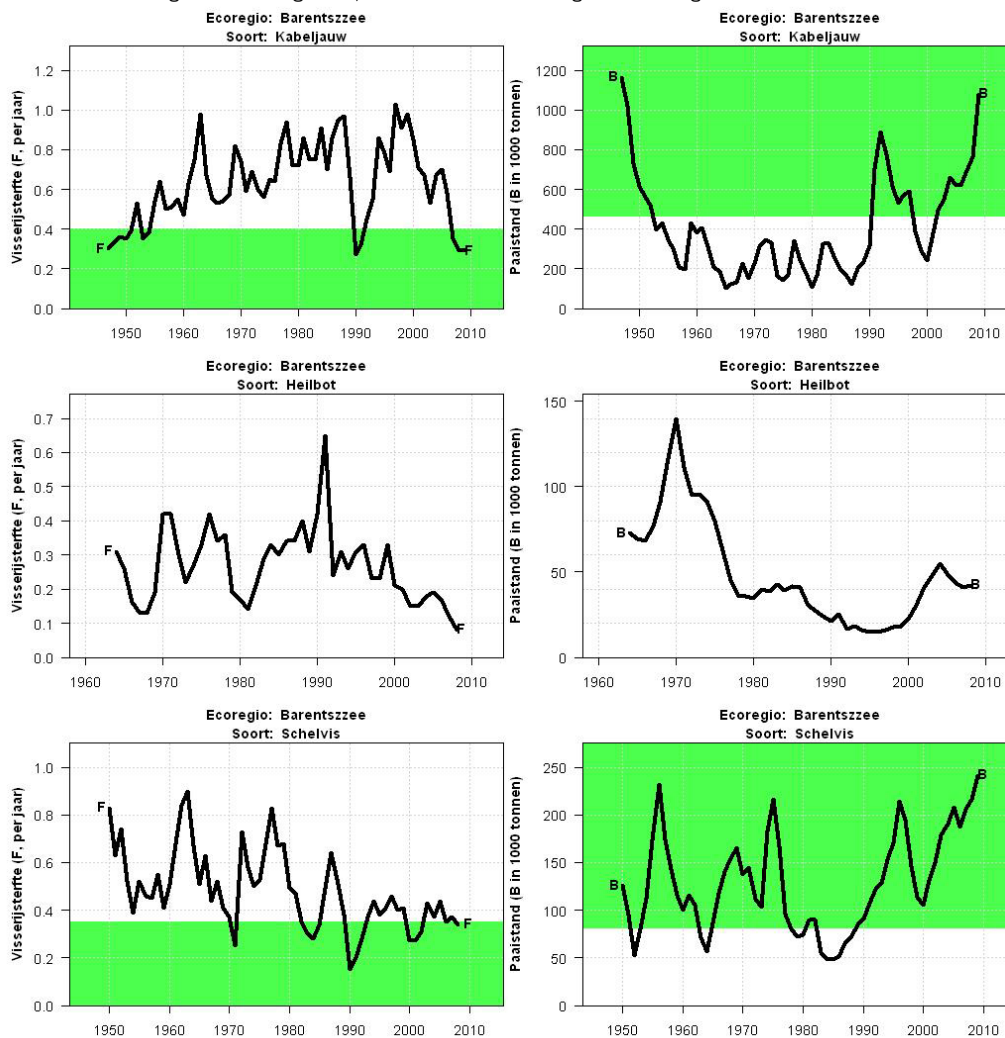 Ecoregio: Barentszzee
Soort: Kabeljauw
Visserijsterfte (F, per jaar)
1.2
1.0
0.8
0.6
0.4
0.2
0.0
F
F
1950 1960 1970 1980 1990 2000 2010
Ecoregio: Barentszzee
Soort: Kabeljauw
Paaistand (B in 1000 tonnen)
1200
1000
800
600
400
200
0
B
B
1950 1960 1970 1980 1990 2000 2010
Ecoregio: Barentszzee
Soort: Heilbot
Visserijsterfte (F, per jaar)
0.7
0.6
0.5
0.4
0.3
0.2
0.1
0.0
F
F
1960 1970 1980 1990 2000 2010
Ecoregio: Barentszzee
Soort: Heilbot
Paaistand (B in 1000 tonnen)
150
100
50
0
B
B
1960 1970 1980 1990 2000 2010
Ecoregio: Barentszzee
Soort: Schelvis
Visserijsterfte (F, per jaar)
1.0
0.8
0.6
0.4
0.2
0.0
F
F
1950 1960 1970 1980 1990 2000 2010
Ecoregio: Barentszzee
Soort: Schelvis
Paaistand (B in 1000 tonnen)
250
200
150
100
50
0
B
B
1950 1960 1970 1980 1990 2000 2010